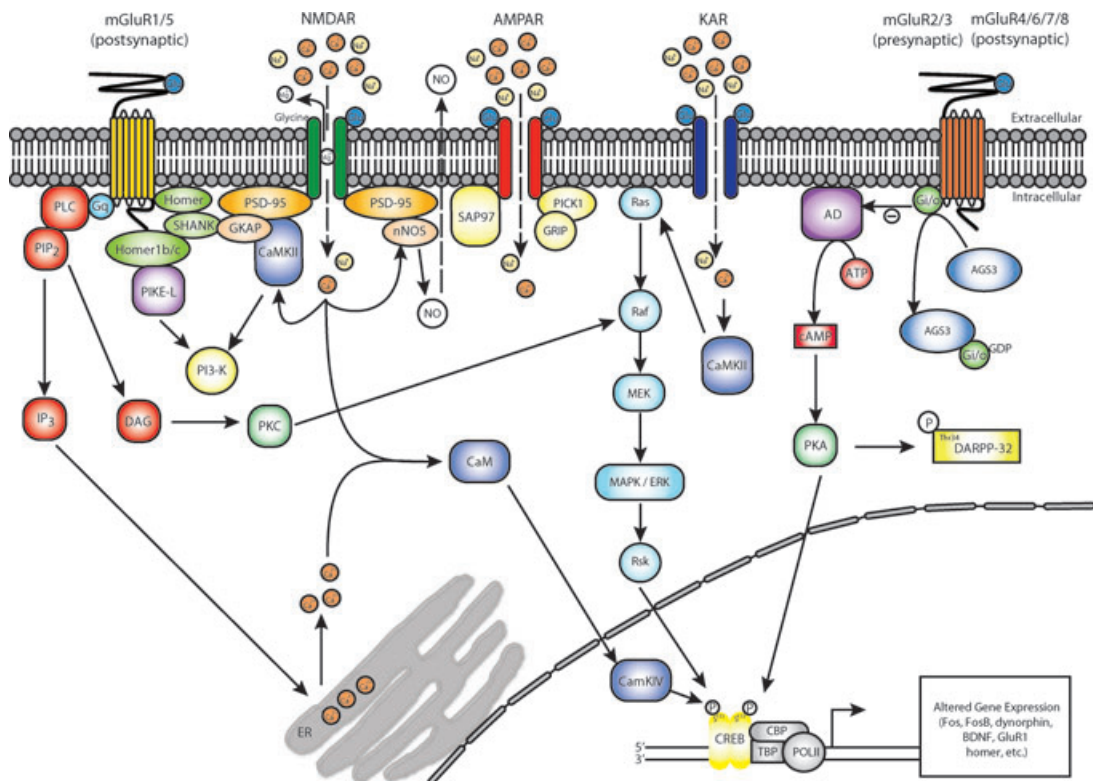 mGluR1/5
(postsynaptic)
NMDAR
AMPAR
KAR
mGluR2/3
(presynaptic)
mGluR4/6/7/8
(postsynaptic)
NO
Glycine
Extracellular
Intracellular
PLC
Gq
Homer
PSD-95
PSD-95
SAP97
PICK1
Ras
AD
Gi/o
PIP2
SHANK
GKAP
nNOS
GRIP
Homer1b/c
CaMKII
ATP
AGS3
PIKE-L
NO
Raf
cAMP
AGS3
Gi/o
GDP
PI3-K
CaMKII
MEK
IP3
DAG
PKC
PKA
P
Thr34
DARPP-32
CaM
MAPK / ERK
Rsk
CamKIV
P
P
ER
CREB
CBP
TBP
POLII
5'
3'
Altered Gene Expression
(Fos, FosB, dynorphin,
BDNF, GluR1
homer, etc.)